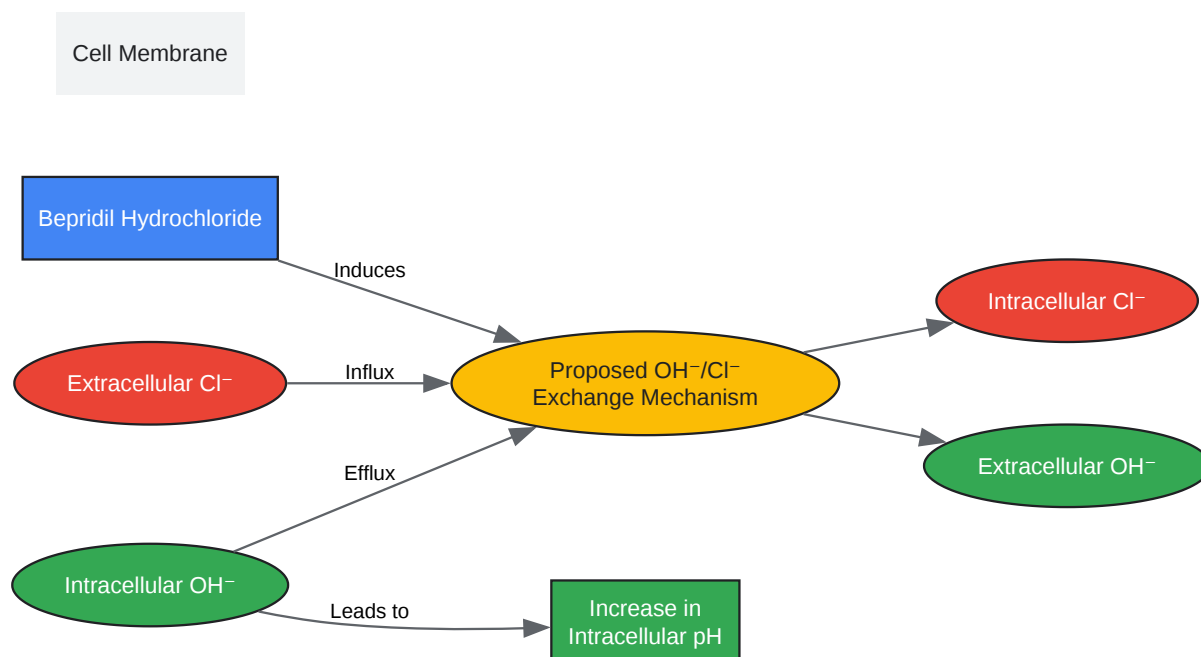 Cell Membrane
Bepridil Hydrochloride
Induces
Intracellular Cl⁻
Extracellular Cl⁻
Influx
Proposed OH⁻/Cl⁻
Exchange Mechanism
Efflux
Extracellular OH⁻
Intracellular OH⁻
Leads to
Increase in
Intracellular pH